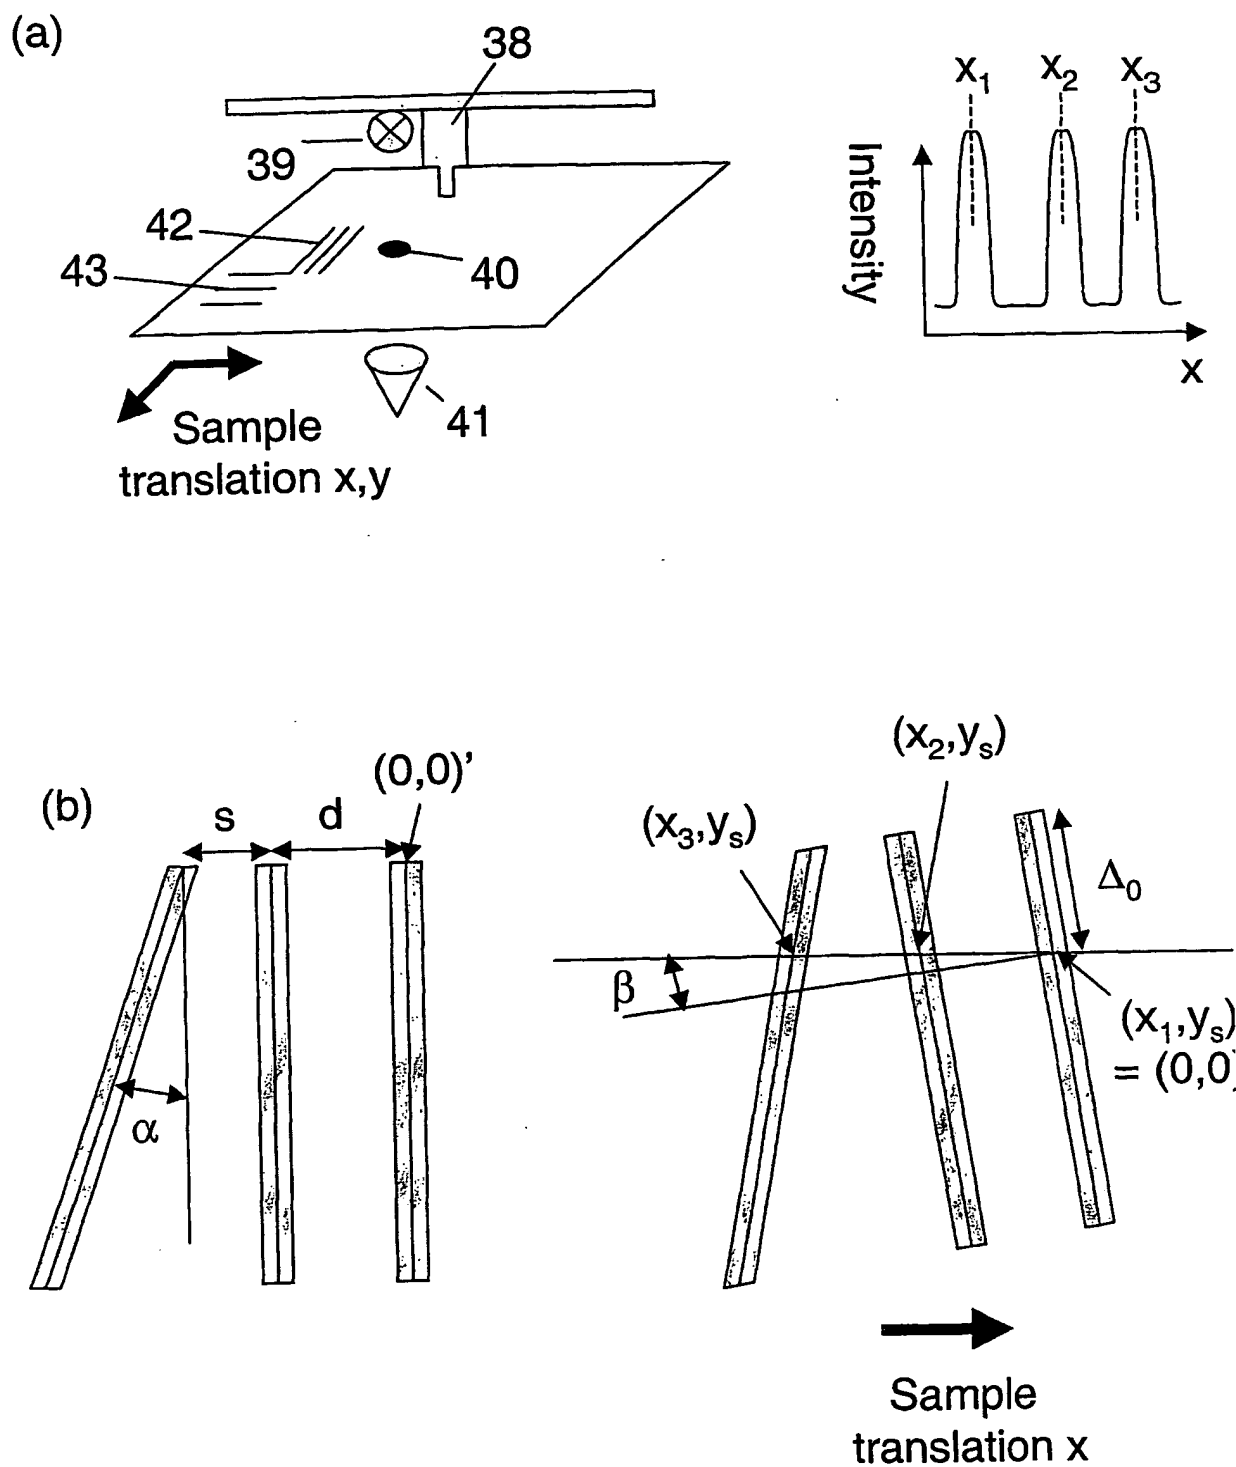 (a)
38
39
42
43
40
41
Sample
translation x,y
x₁ x₂ x₃
Intensity
x
(b)
s
d
(0,0)’
α
(x₂,yₛ)
(x₃,yₛ)
Δ₀
β
(x₁,yₛ)
= (0,0
Sample
translation x